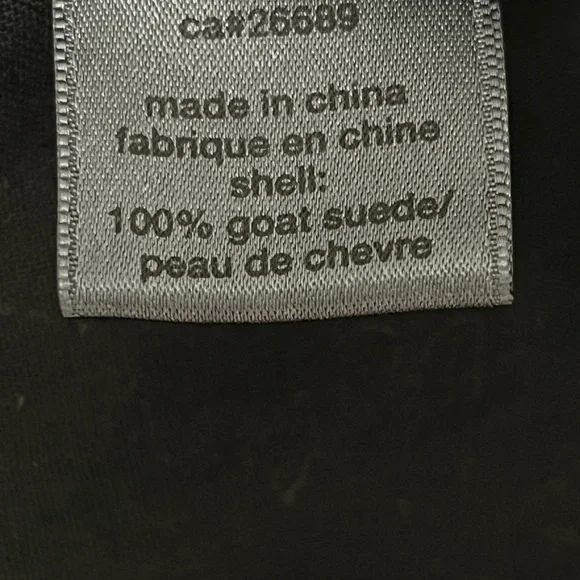 ca#26689
made in china
fabrique en chine
shell:
100% goat suede/
peau de chevre